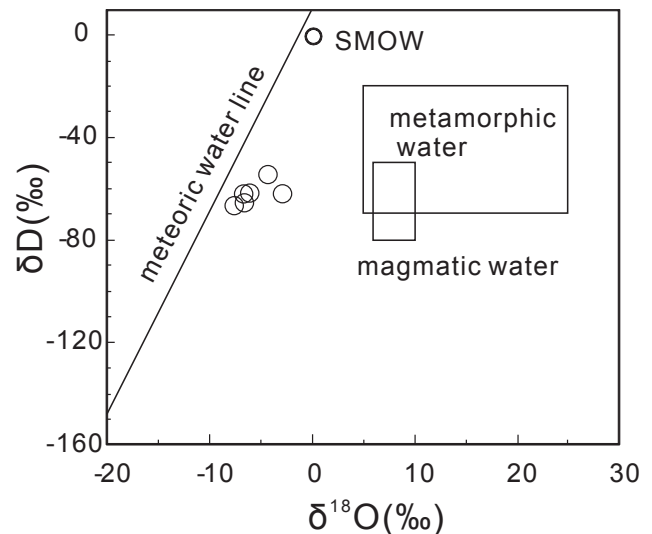 0
SMOW
meteoric water line
metamorphic
water
-40
δD(‰)
-80
magmatic water
-120
-160
-20
-10
0
10
20
30
δ¹⁸O(‰)